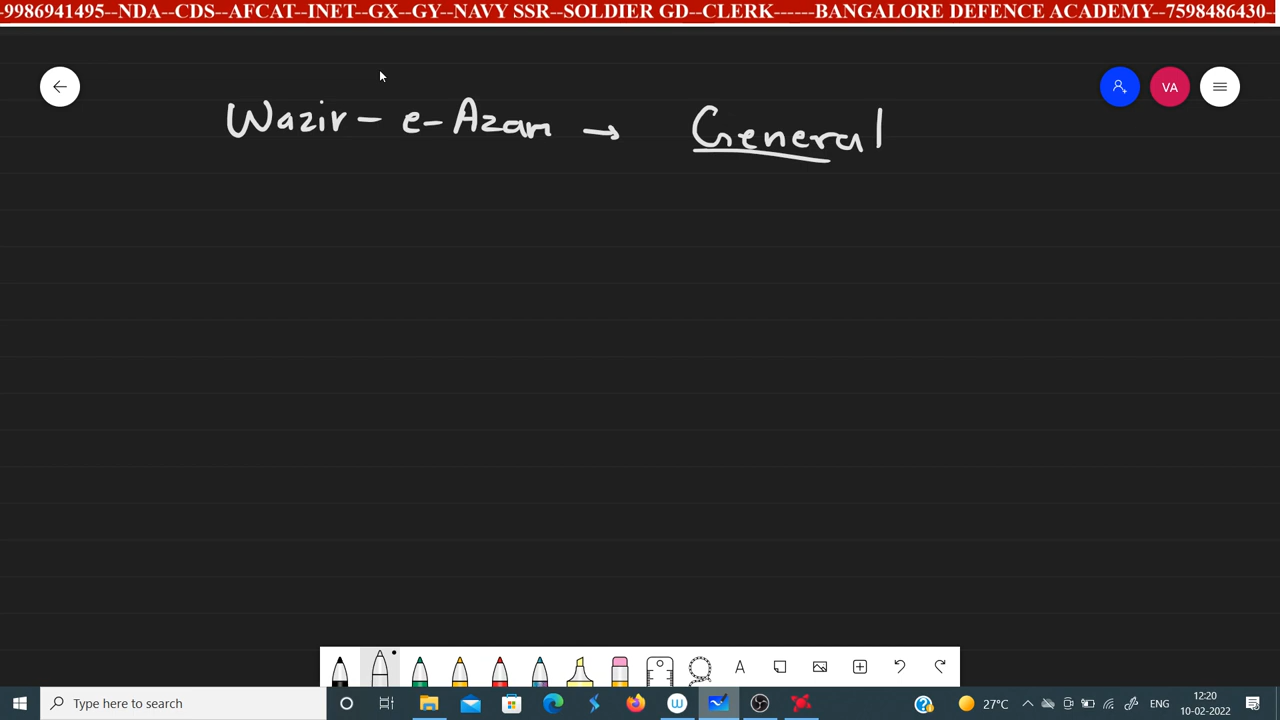 -9986941495--NDA--CDS--AFCAT--INET--GX--GY--NAVY SSR--SOLDIER GD--CLERK------BANGALORE DEFENCE ACADEMY--7598486430--
VA
Wazir - e - Azam → General
A
Type here to search
27°C
ENG
12:20
10-02-2022